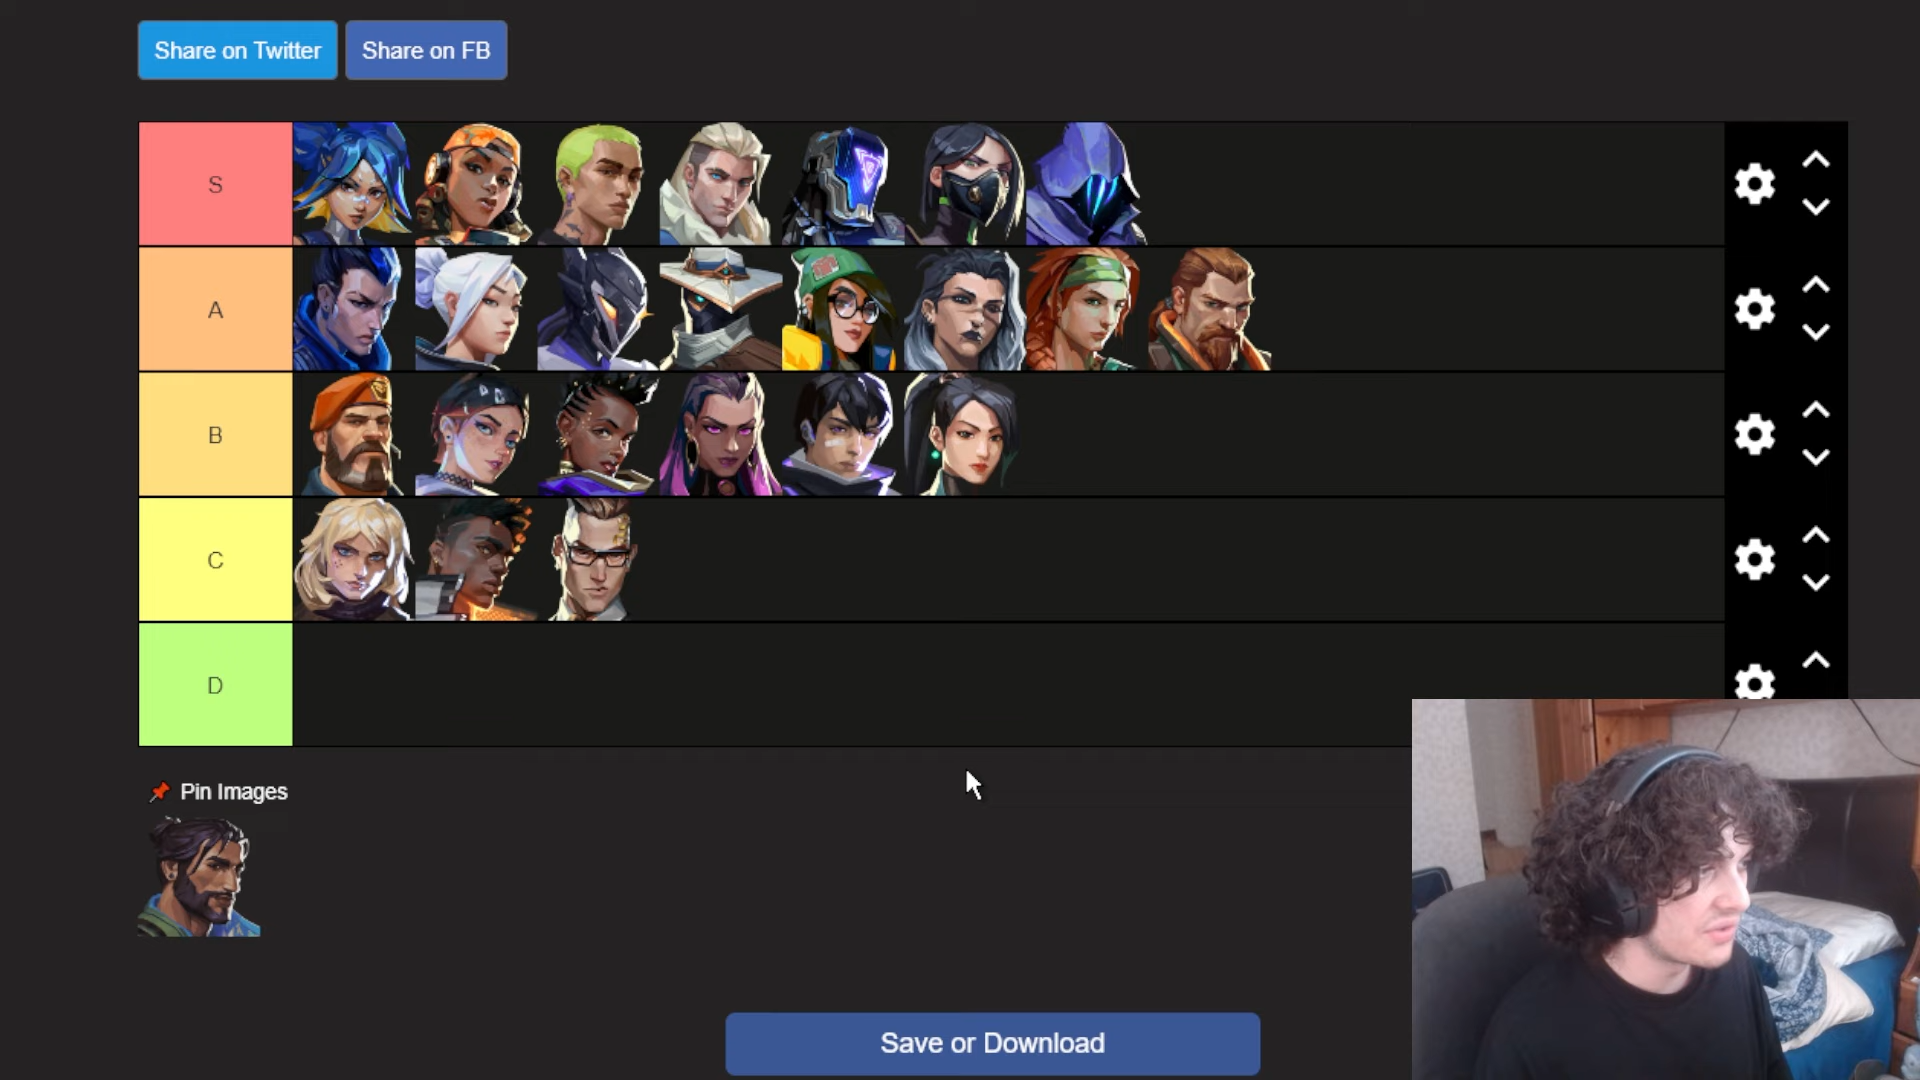 Share on Twitter
Share on FB
S
A
B
C
D
Pin Images
Save or Download